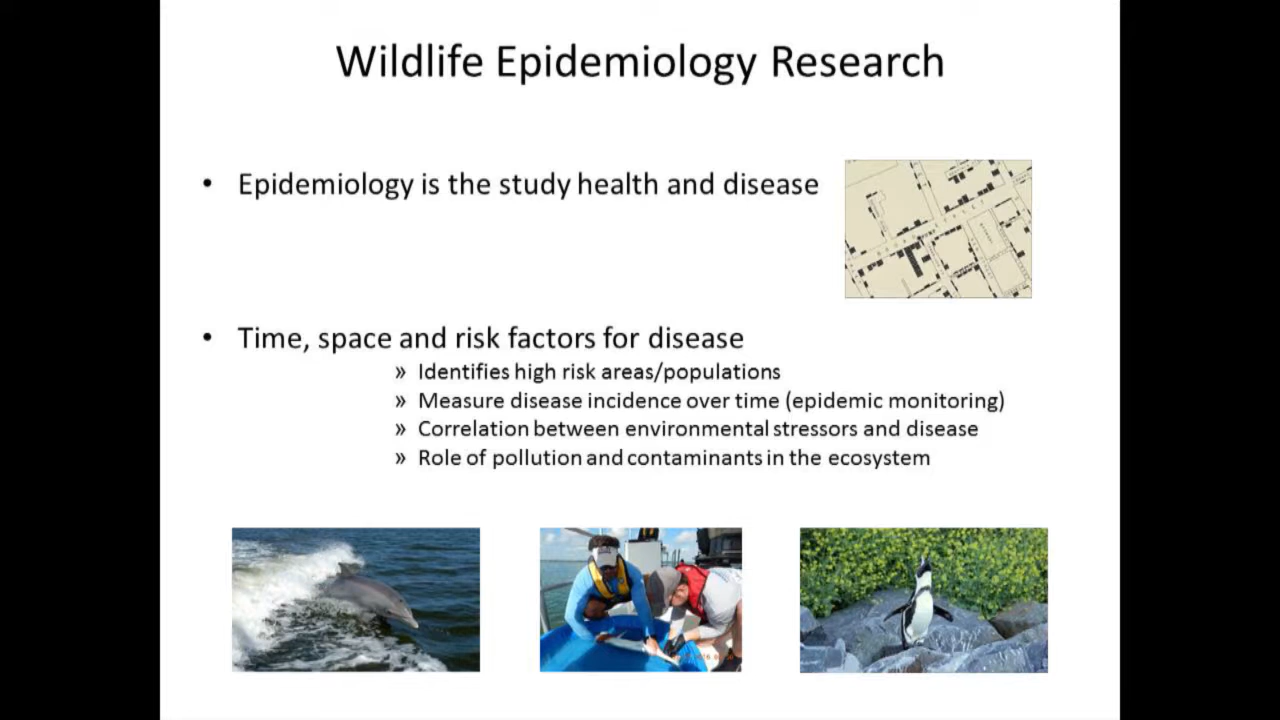 Wildlife Epidemiology Research
• Epidemiology is the study health and disease
• Time, space and risk factors for disease
» Identifies high risk areas/populations
» Measure disease incidence over time (epidemic monitoring)
» Correlation between environmental stressors and disease
» Role of pollution and contaminants in the ecosystem